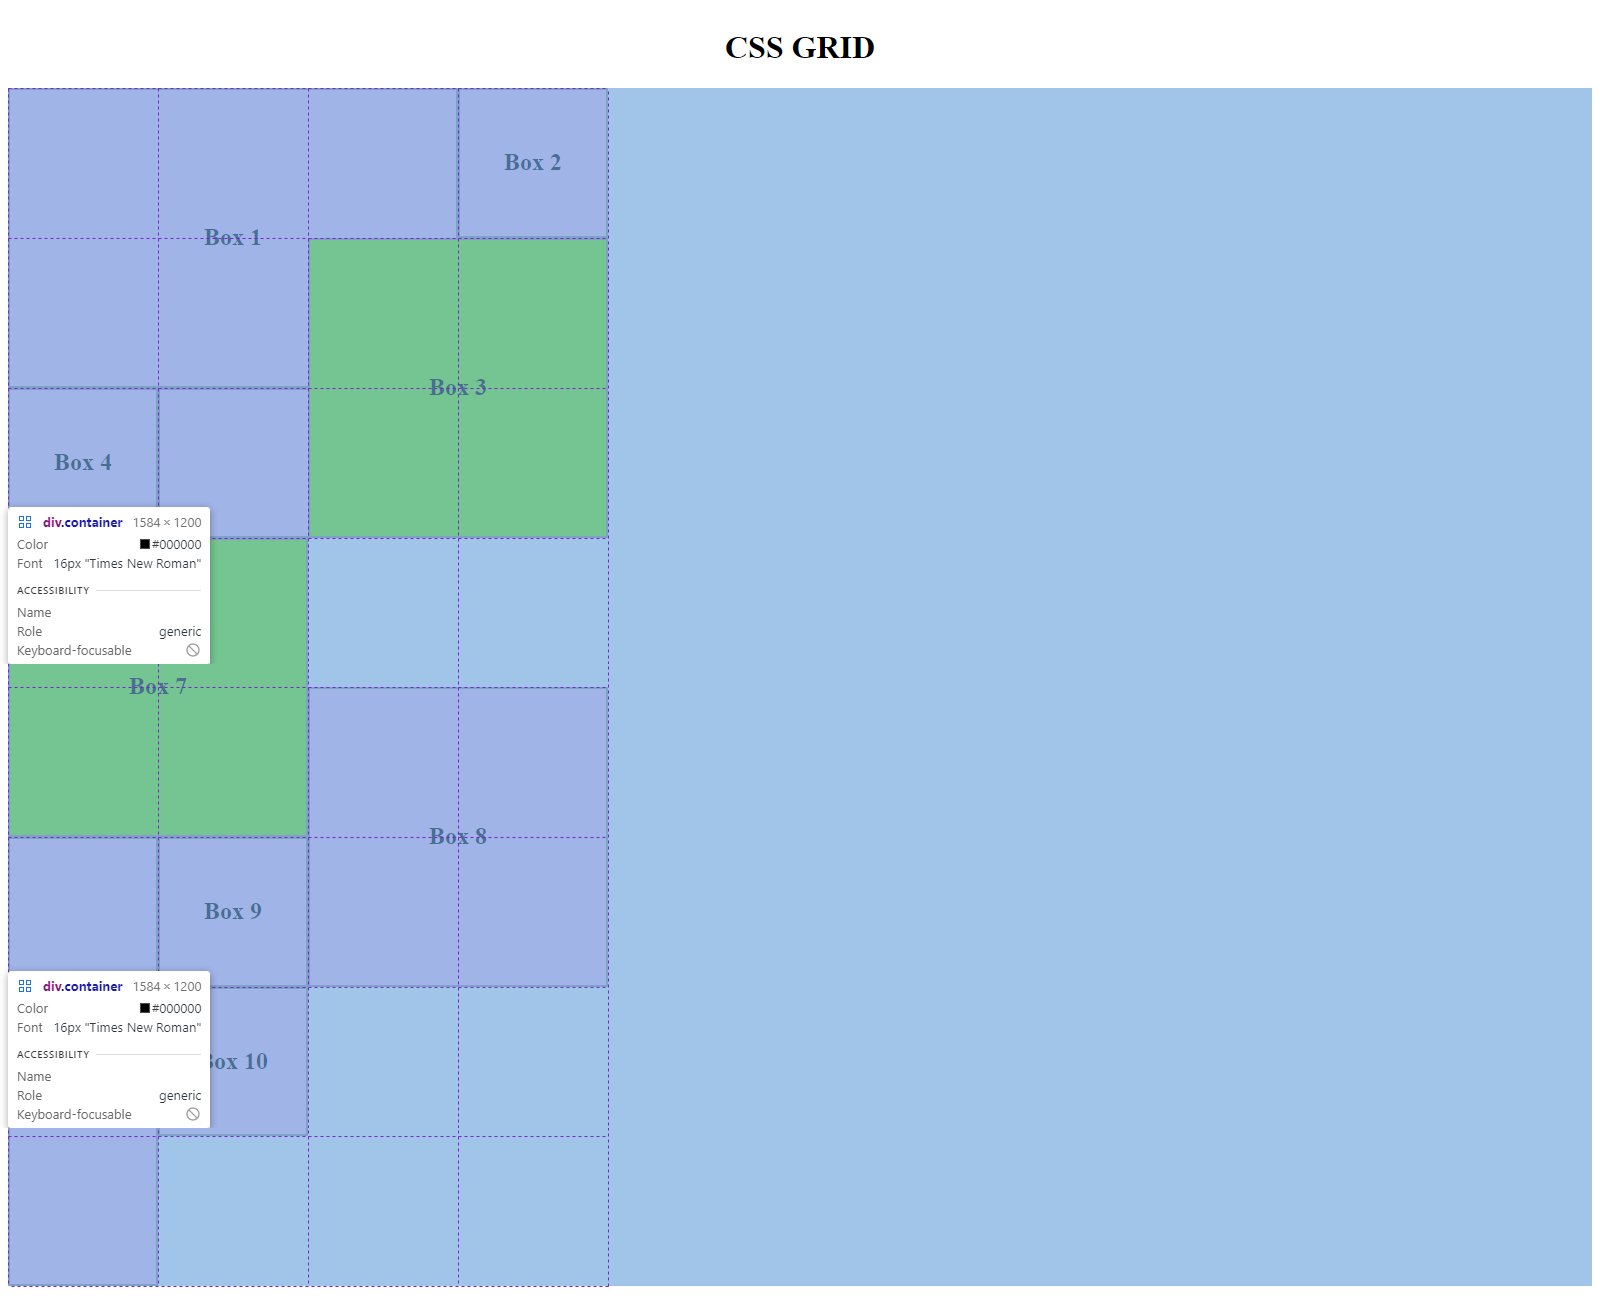 CSS GRID
Box 2
Box 1
Box 3
Box 4
div.container 1584 × 1200
Color #000000
Font 16px "Times New Roman"
ACCESSIBILITY
Name
Role generic
Keyboard-focusable
Box 7
Box 8
Box 9
div.container 1584 × 1200
Color #000000
Font 16px "Times New Roman"
ACCESSIBILITY
Name
Role generic
Keyboard-focusable
Box 10